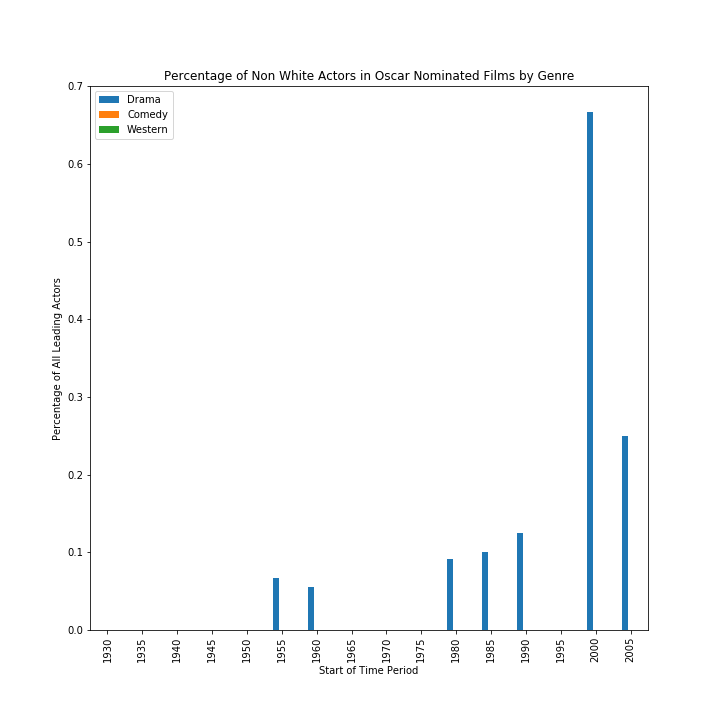 Percentage of Non White Actors in Oscar Nominated Films by Genre
0.7
0.6
0.5
0.4
0.3
0.2
0.1
0.0
Percentage of All Leading Actors
Drama
Comedy
Western
1930 1935 1940 1945 1950 1955 1960 1965 1970 1975 1980 1985 1990 1995 2000 2005
Start of Time Period